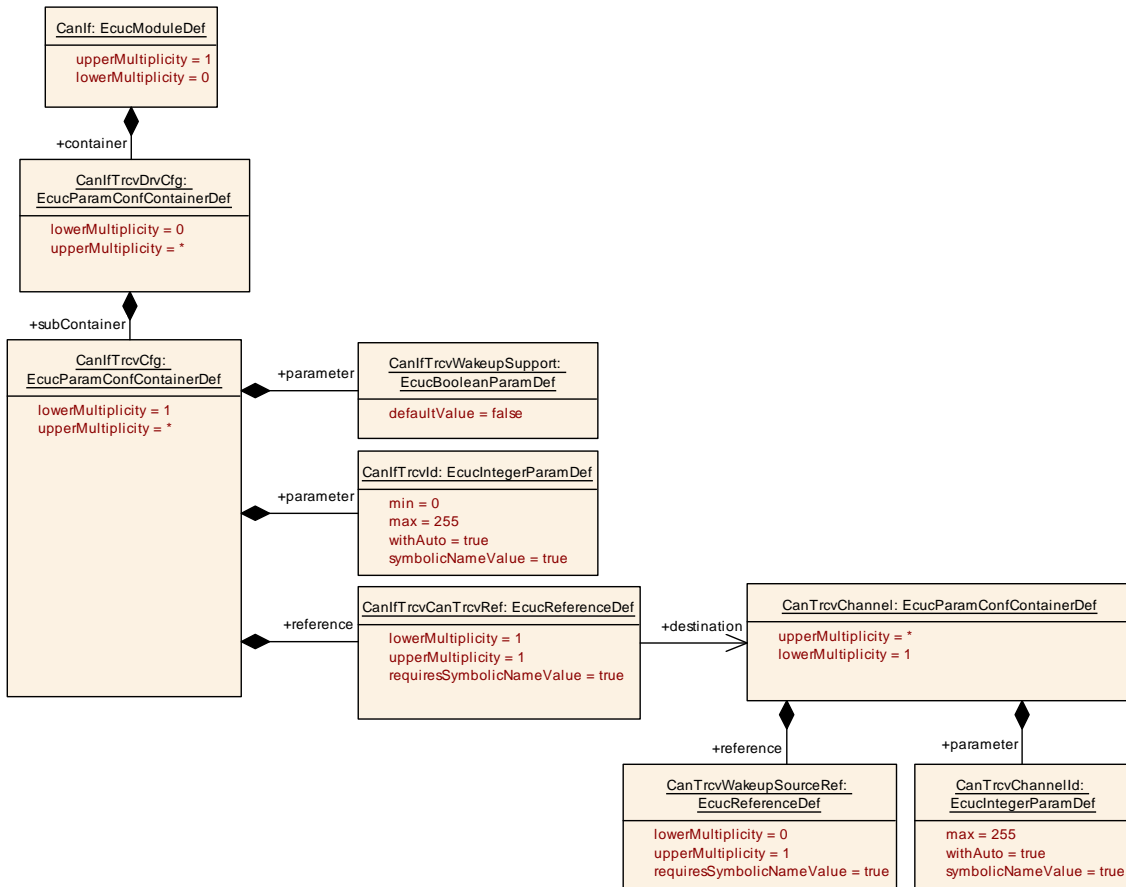 CanIf: EcucModuleDef
upperMultiplicity = 1
lowerMultiplicity = 0
+container
CanIfTrcvDrvCfg:
EcucParamConfContainerDef
lowerMultiplicity = 0
upperMultiplicity = *
+subContainer
CanIfTrcvCfg:
EcucParamConfContainerDef
lowerMultiplicity = 1
upperMultiplicity = *
+parameter
CanIfTrcvWakeupSupport:
EcucBooleanParamDef
defaultValue = false
+parameter
CanIfTrcvId: EcucIntegerParamDef
min = 0
max = 255
withAuto = true
symbolicNameValue = true
+reference
CanIfTrcvCanTrcvRef: EcucReferenceDef
lowerMultiplicity = 1
upperMultiplicity = 1
requiresSymbolicNameValue = true
+destination
CanTrcvChannel: EcucParamConfContainerDef
upperMultiplicity = *
lowerMultiplicity = 1
+reference
CanTrcvWakeupSourceRef:
EcucReferenceDef
lowerMultiplicity = 0
upperMultiplicity = 1
requiresSymbolicNameValue = true
+parameter
CanTrcvChannelId:
EcucIntegerParamDef
max = 255
withAuto = true
symbolicNameValue = true